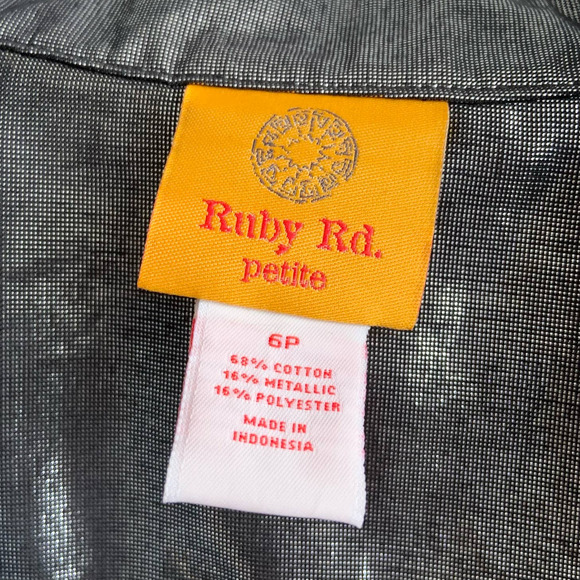 Ruby Rd.
petite
6P
68% COTTON
16% METALLIC
16% POLYESTER
MADE IN
INDONESIA